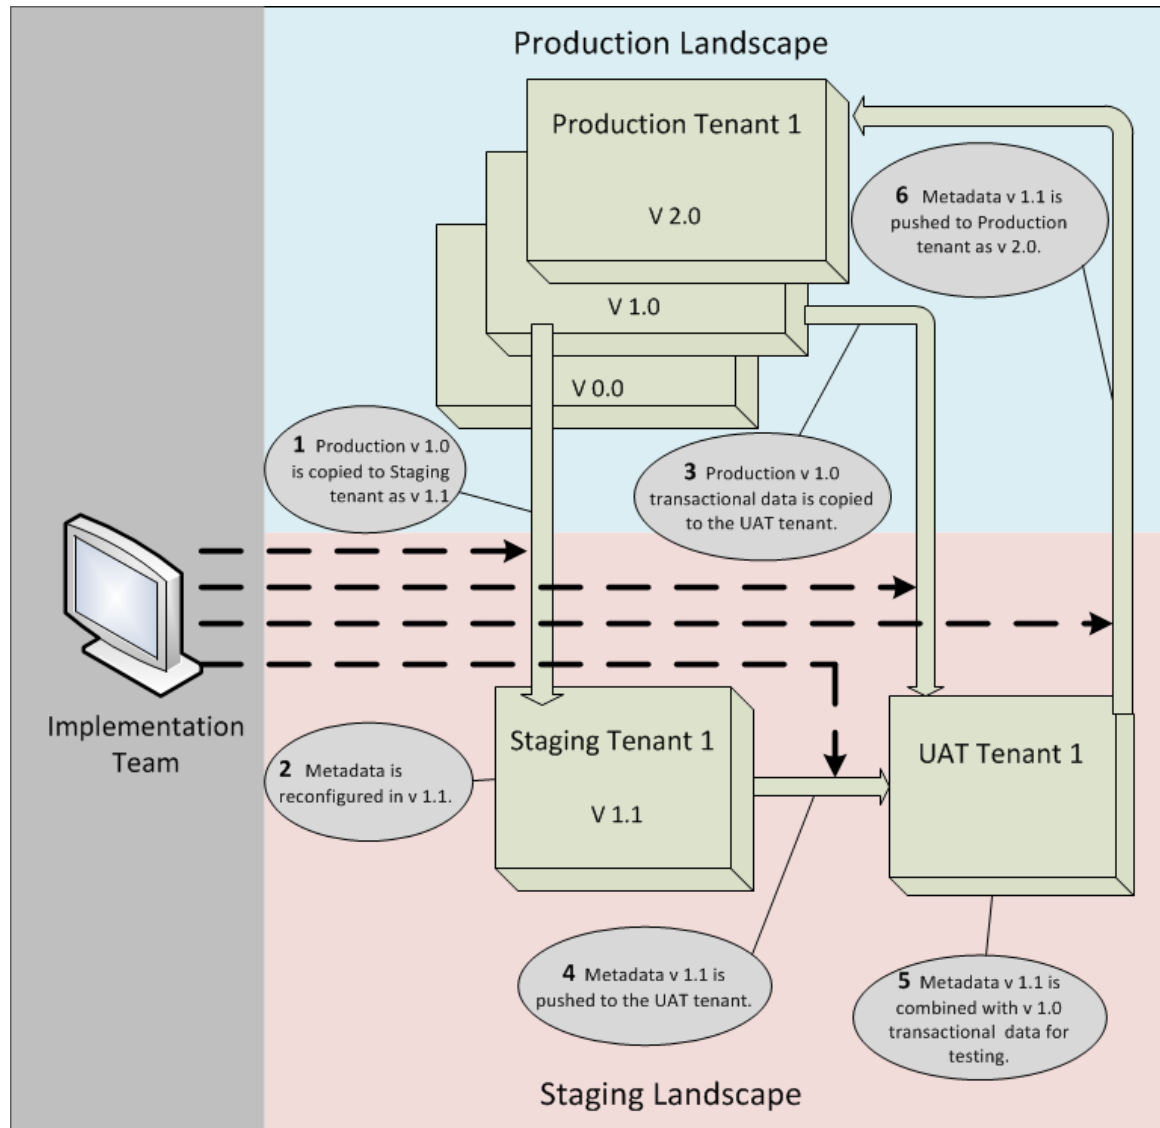 Production Landscape
Production Tenant 1
V 2.0
V 1.0
V 0.0
1 Production v 1.0
is copied to Staging
tenant as v 1.1
3 Production v 1.0
transactional data is copied
to the UAT tenant.
6 Metadata v 1.1 is
pushed to Production
tenant as v 2.0.
Implementation
Team
2 Metadata is
reconfigured in v 1.1.
Staging Tenant 1
V 1.1
UAT Tenant 1
4 Metadata v 1.1 is
pushed to the UAT tenant.
5 Metadata v 1.1 is
combined with v 1.0
transactional data for
testing.
Staging Landscape